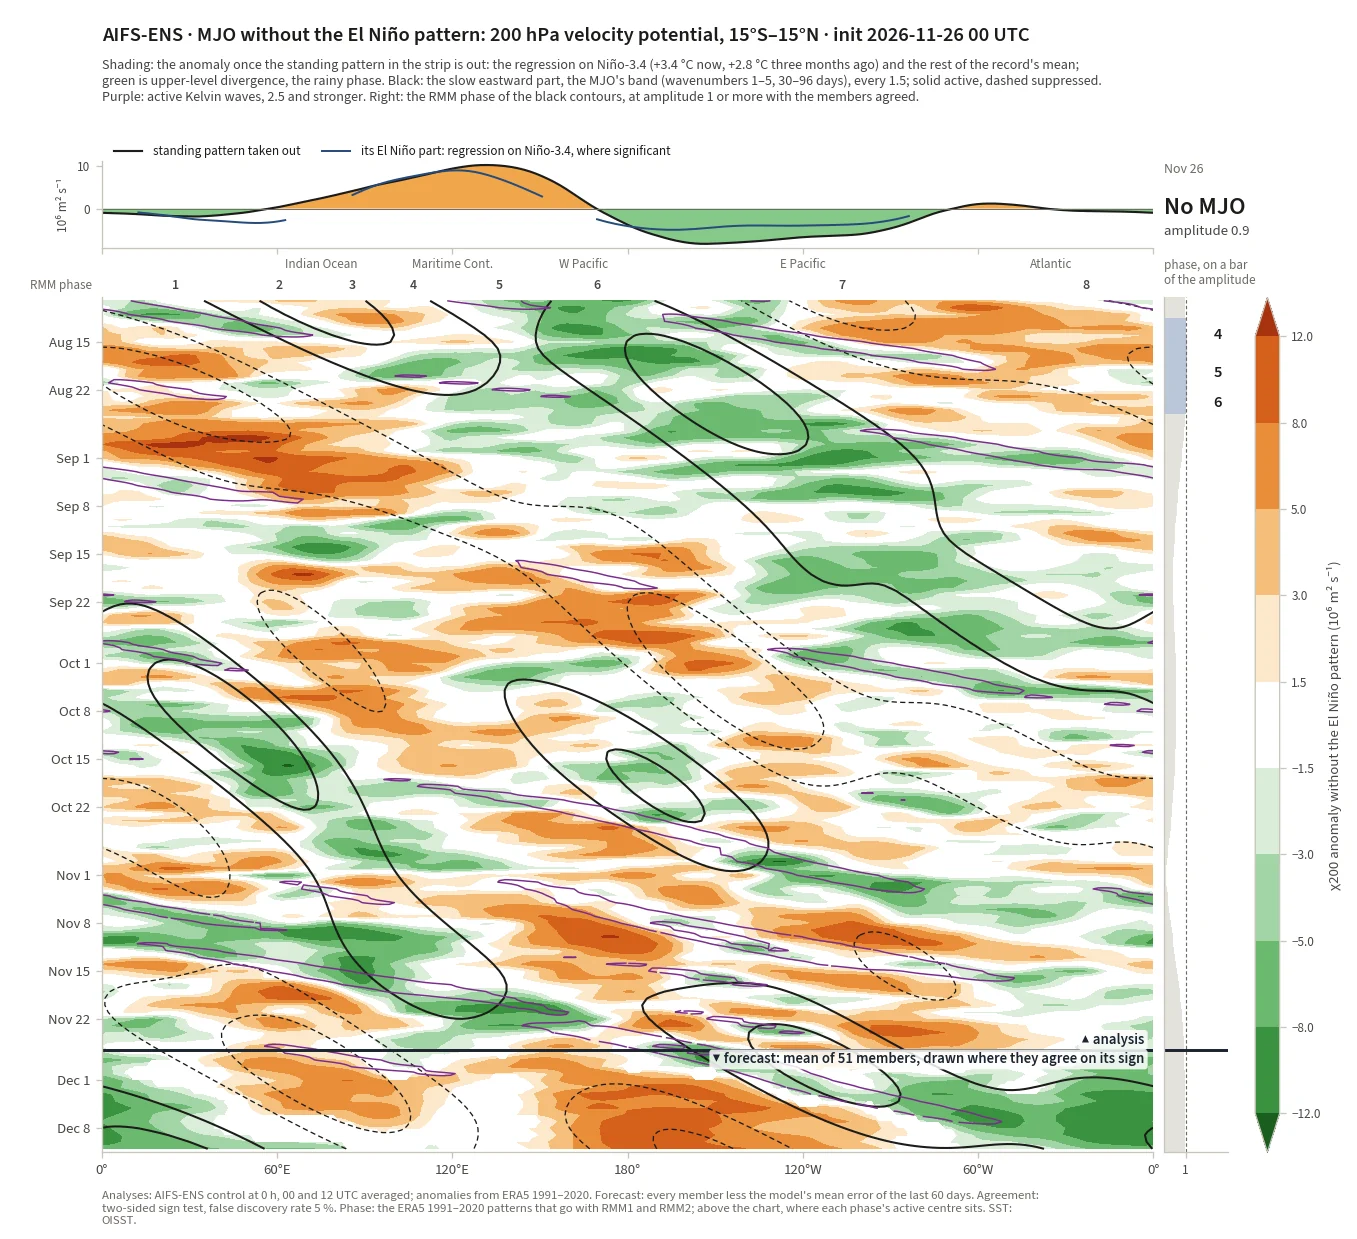 AIFS-ENS · MJO without the El Niño pattern: 200 hPa velocity potential, 15°S–15°N · init 2026-11-26 00 UTC
Shading: the anomaly once the standing pattern in the strip is out: the regression on Niño-3.4 (+3.4 °C now, +2.8 °C three months ago) and the rest of the record's mean;
green is upper-level divergence, the rainy phase. Black: the slow eastward part, the MJO's band (wavenumbers 1–5, 30–96 days), every 1.5; solid active, dashed suppressed.
Purple: active Kelvin waves, 2.5 and stronger. Right: the RMM phase of the black contours, at amplitude 1 or more with the members agreed.
standing pattern taken out
its El Niño part: regression on Niño-3.4, where significant
10
0
10⁶ m² s⁻¹
Nov 26
No MJO
amplitude 0.9
Indian Ocean
Maritime Cont.
W Pacific
E Pacific
Atlantic
phase, on a bar
of the amplitude
RMM phase
1
2
3
4
5
6
7
8
Aug 15
Aug 22
Sep 1
Sep 8
Sep 15
Sep 22
Oct 1
Oct 8
Oct 15
Oct 22
Nov 1
Nov 8
Nov 15
Nov 22
Dec 1
Dec 8
4
5
6
▲ analysis
▼ forecast: mean of 51 members, drawn where they agree on its sign
12.0
8.0
5.0
3.0
1.5
−1.5
−3.0
−5.0
−8.0
−12.0
χ200 anomaly without the El Niño pattern (10⁶ m² s⁻¹)
0°
60°E
120°E
180°
120°W
60°W
0°
1
Analyses: AIFS-ENS control at 0 h, 00 and 12 UTC averaged; anomalies from ERA5 1991–2020. Forecast: every member less the model's mean error of the last 60 days. Agreement:
two-sided sign test, false discovery rate 5 %. Phase: the ERA5 1991–2020 patterns that go with RMM1 and RMM2; above the chart, where each phase's active centre sits. SST:
OISST.